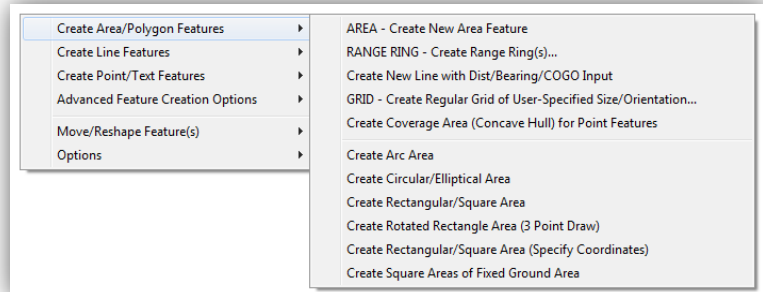 Create Area/Polygon Features
Create Line Features
Create Point/Text Features
Advanced Feature Creation Options
Move/Reshape Feature(s)
Options
AREA - Create New Area Feature
RANGE RING - Create Range Ring(s)...
Create New Line with Dist/Bearing/COGO Input
GRID - Create Regular Grid of User-Specified Size/Orientation...
Create Coverage Area (Concave Hull) for Point Features
Create Arc Area
Create Circular/Elliptical Area
Create Rectangular/Square Area
Create Rotated Rectangle Area (3 Point Draw)
Create Rectangular/Square Area (Specify Coordinates)
Create Square Areas of Fixed Ground Area